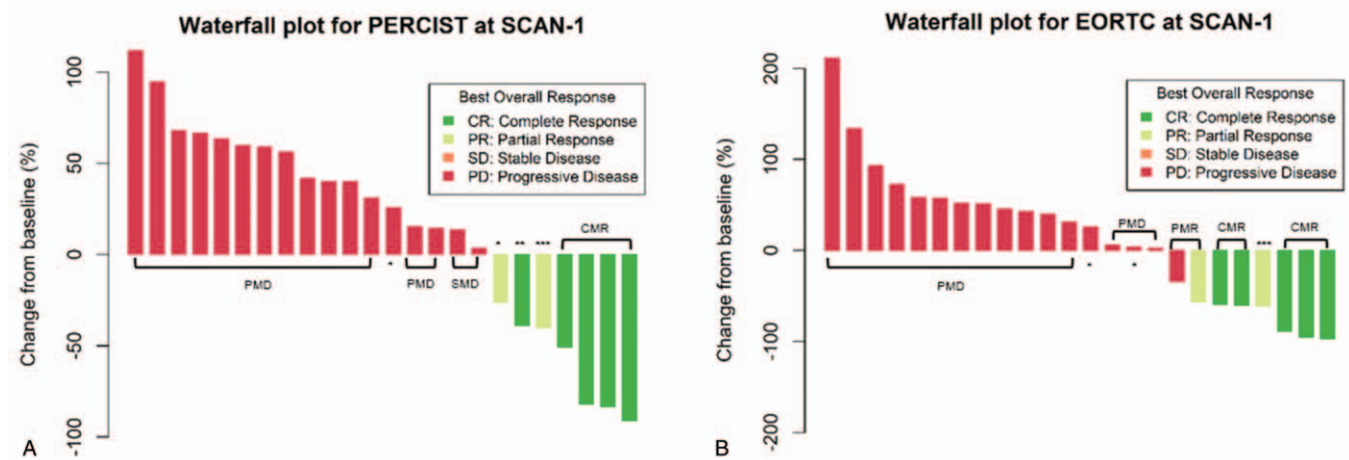 Waterfall plot for PERCIST at SCAN-1
Change from baseline (%)
100
50
0
-50
-100
Best Overall Response
CR: Complete Response
PR: Partial Response
SD: Stable Disease
PD: Progressive Disease
* ** ***
CMR
*
PMD
PMD
SMD
A
Waterfall plot for EORTC at SCAN-1
Change from baseline (%)
200
100
0
-100
-200
Best Overall Response
CR: Complete Response
PR: Partial Response
SD: Stable Disease
PD: Progressive Disease
PMD
PMR
CMR
***
CMR
* *
PMD
B